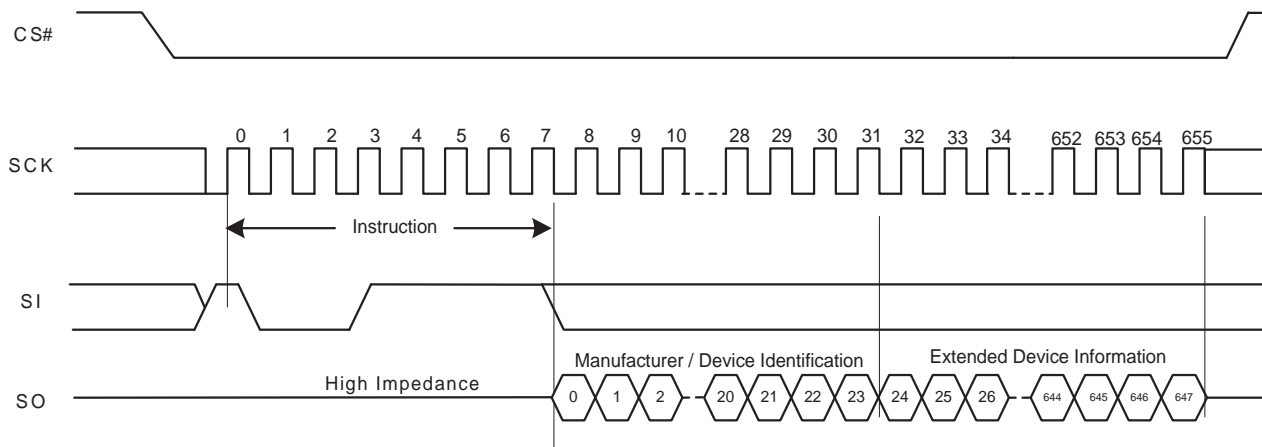 CS#
0 1 2 3 4 5 6 7 8 9 10 28 29 30 31 32 33 34 652 653 654 655
SCK
Instruction
SI
Manufacturer / Device Identification Extended Device Information
High Impedance
SO 0 1 2 20 21 22 23 24 25 26 644 645 646 647